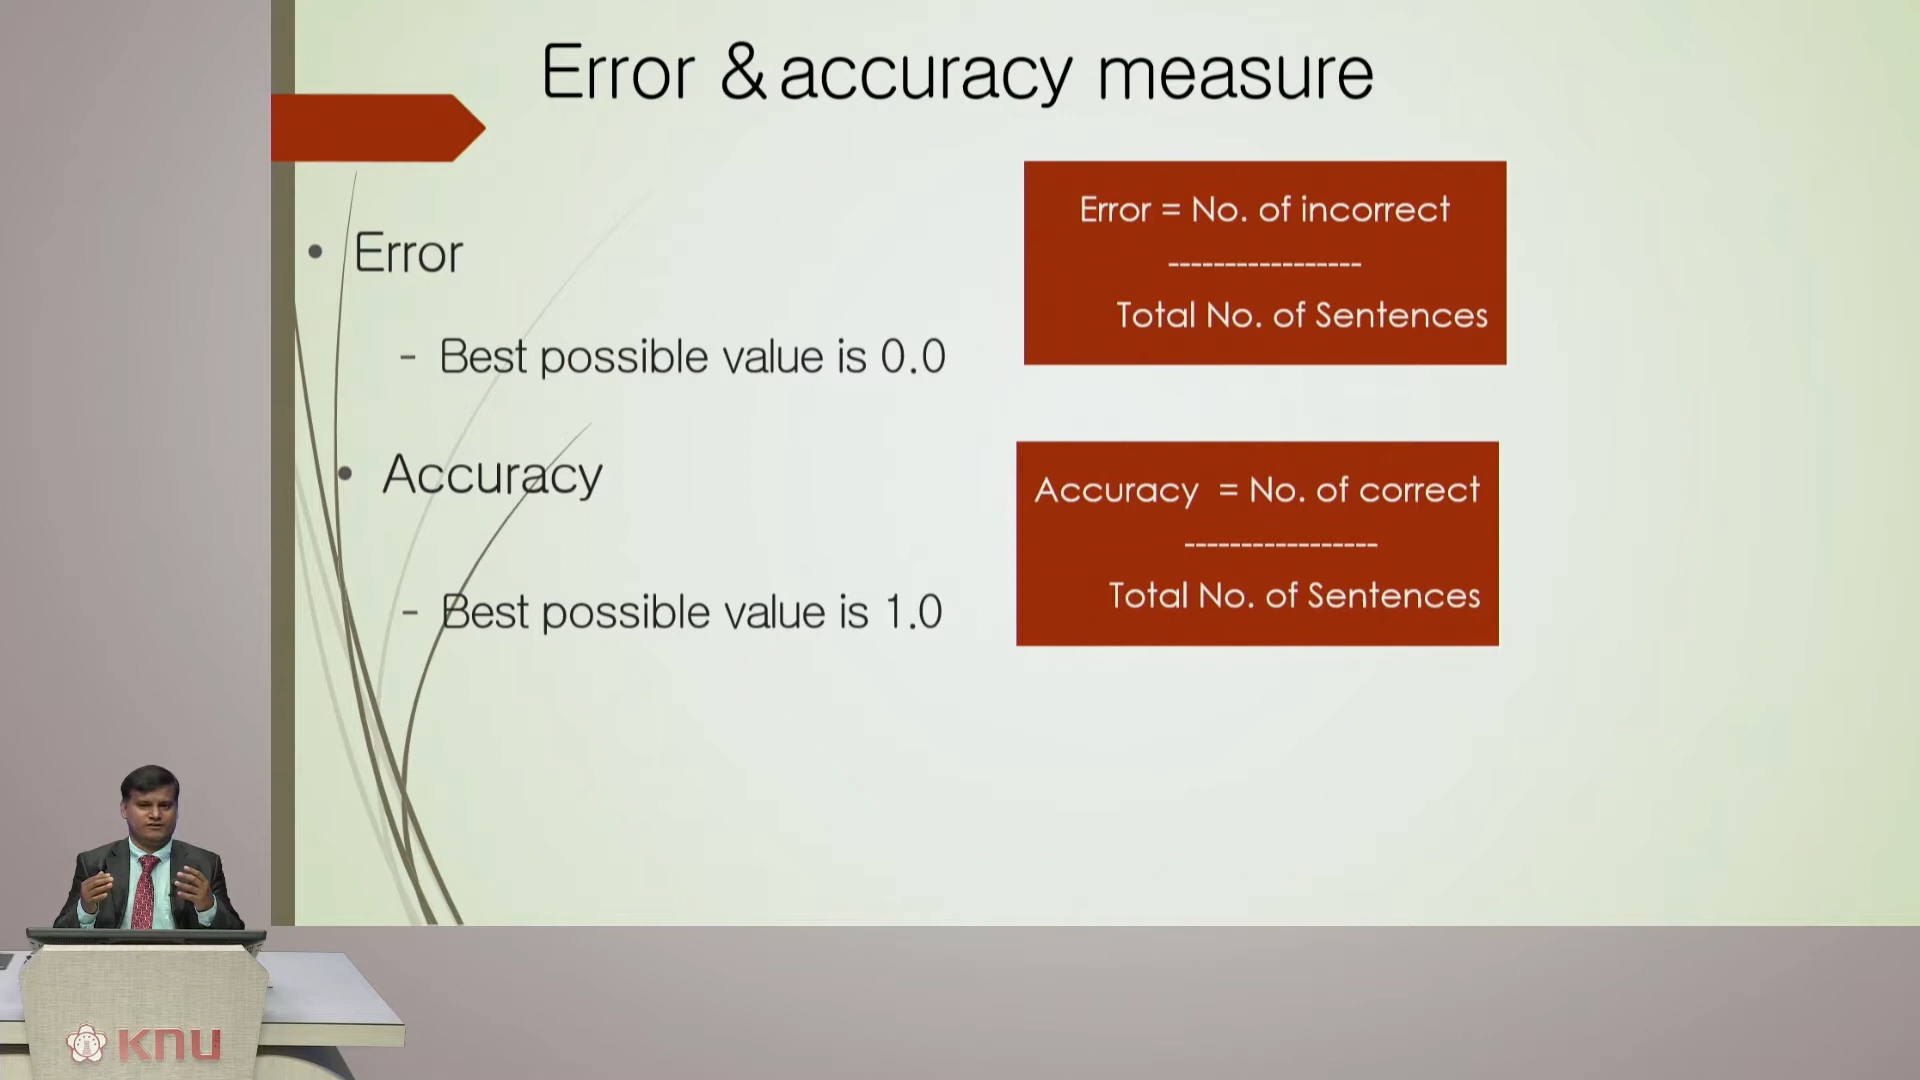 Error & accuracy measure
• Error
- Best possible value is 0.0
• Accuracy
- Best possible value is 1.0
Error = No. of incorrect
-----------------
Total No. of Sentences
Accuracy = No. of correct
-----------------
Total No. of Sentences
KNU